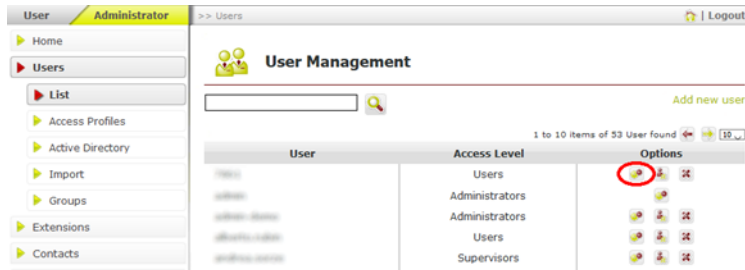 User Administrator >> Users | Logout
Home
Users
List
Access Profiles
Active Directory
Import
Groups
Extensions
Contacts
User Management
Add new user
1 to 10 items of 53 User found 10
User Access Level Options
Users
Administrators
Administrators
Users
Supervisors